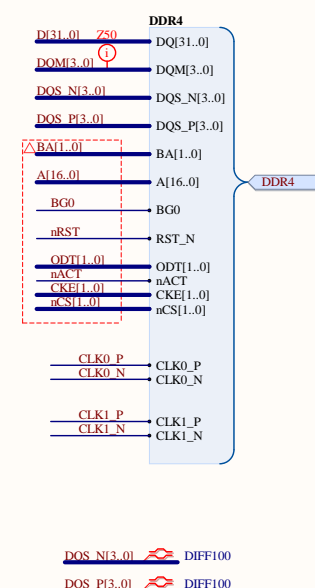 DDR4
D[31..0] Z50 DQ[31..0]
i
DQM[3..0] DQM[3..0]
DQS_N[3..0] DQS_N[3..0]
DQS_P[3..0] DQS_P[3..0]
BA[1..0] BA[1..0]
A[16..0] A[16..0] DDR4
BG0 BG0
nRST RST_N
ODT[1..0] ODT[1..0]
nACT nACT
CKE[1..0] CKE[1..0]
nCS[1..0] nCS[1..0]
CLK0_P CLK0_P
CLK0_N CLK0_N
CLK1_P CLK1_P
CLK1_N CLK1_N
DQS_N[3..0] DIFF100
DQS_P[3..0] DIFF100